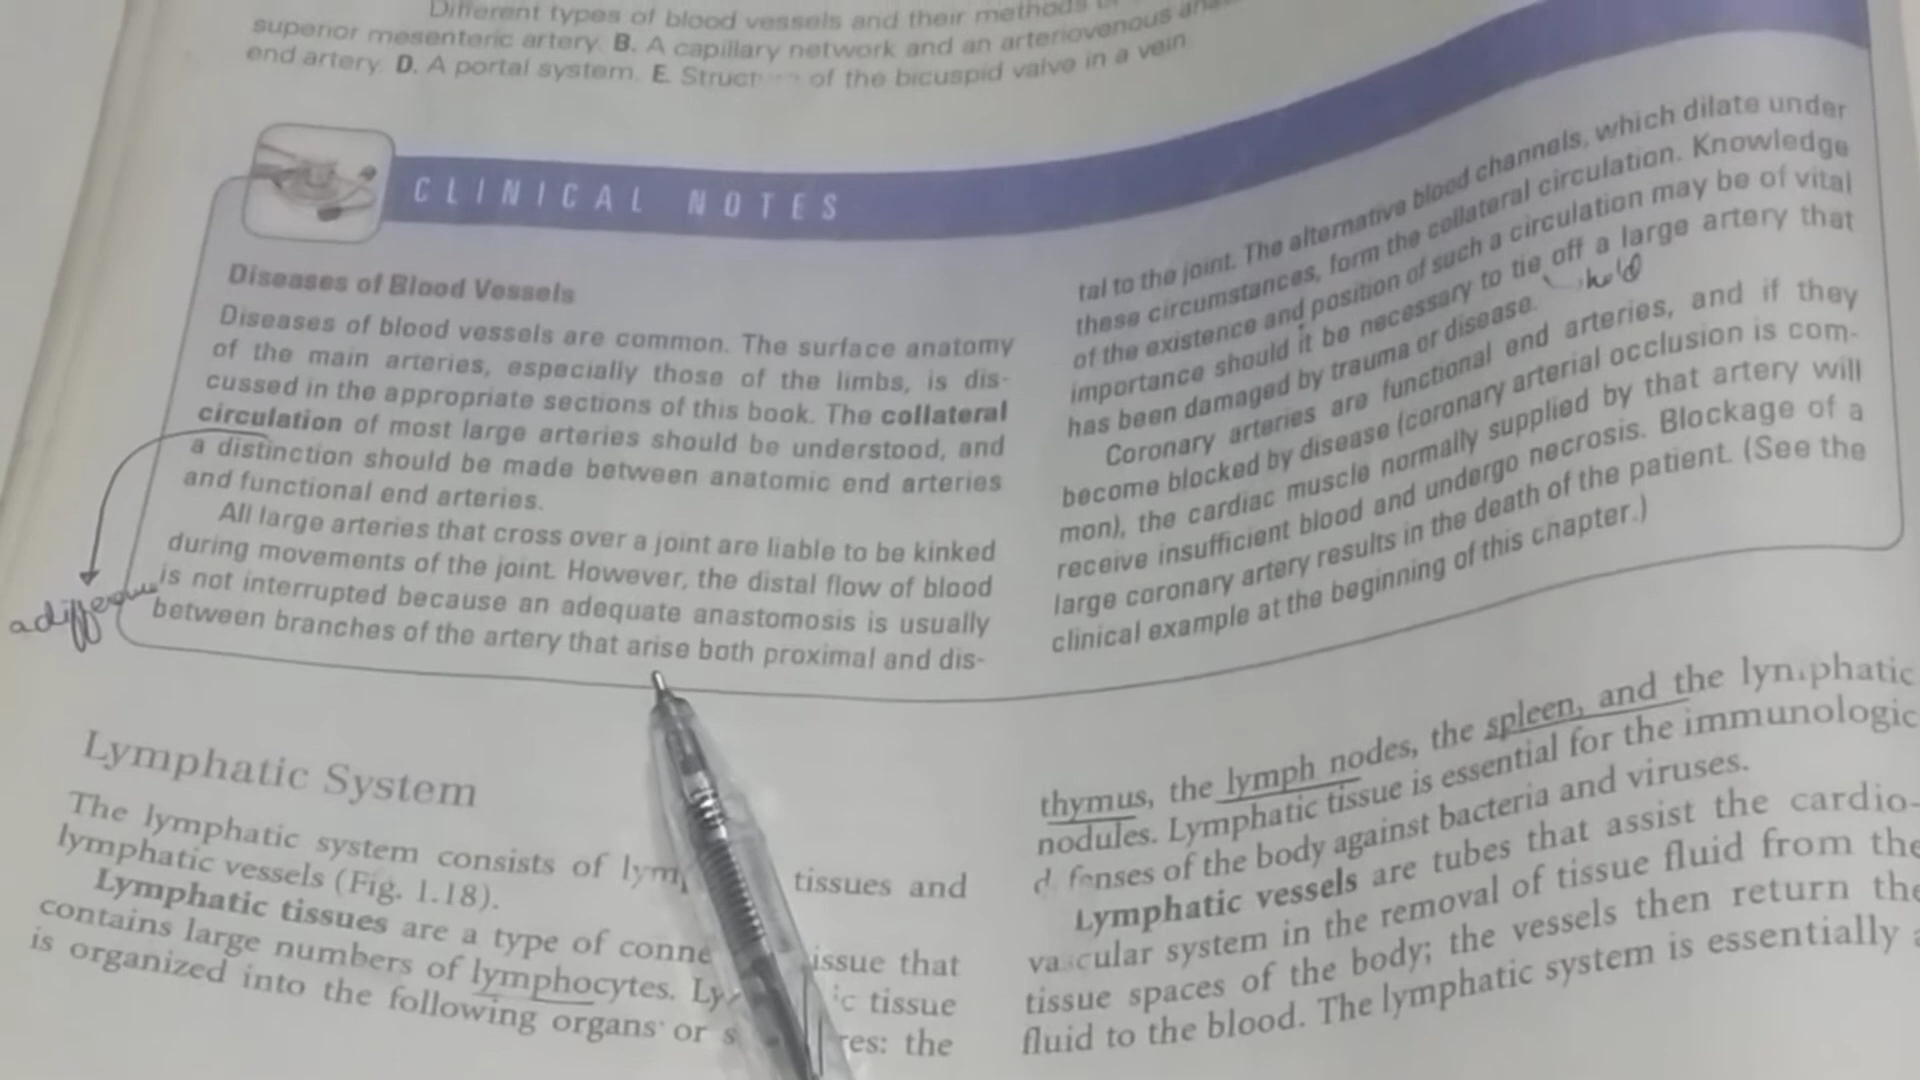 Different types of blood vessels and their methods
superior mesenteric artery. B. A capillary network and an arteriovenous
end artery. D. A portal system. E. of the bicuspid valve in a vein
CLINICAL NOTES
Diseases of Blood Vessels
Diseases of blood vessels are common. The surface anatomy
of the main arteries, especially those of the limbs, is dis-
cussed in the appropriate sections of this book. The collateral
circulation of most large arteries should be understood, and
a distinction should be made between anatomic end arteries
and functional end arteries.
All large arteries that cross over a joint are liable to be kinked
during movements of the joint. However, the distal flow of blood
is not interrupted because an adequate anastomosis is usually
between branches of the artery that arise both proximal and dis-
tal to the joint. The alternative blood channels, which dilate under
these circumstances, form the collateral circulation. Knowledge
of the existence and position of such a circulation may be of vital
importance should it be necessary to tie off a large artery that
has been damaged by trauma or disease.
hold
Coronary arteries are functional end arteries, and if they
become blocked by disease (coronary arterial occlusion is com-
mon), the cardiac muscle normally supplied by that artery will
receive insufficient blood and undergo necrosis. Blockage of a
large coronary artery results in the death of the patient. (See the
clinical example at the beginning of this chapter.)
Lymphatic System
The lymphatic system consists of tissues and
lymphatic vessels (Fig. 1.18).
Lymphatic tissues are a type of that
contains large numbers of lymphocytes. tissue
is organized into the following organs or the
thymus, the lymph nodes, the spleen, and the lymphatic
nodules. Lymphatic tissue is essential for the immunologic
defenses of the body against bacteria and viruses.
Lymphatic vessels are tubes that assist the cardio-
vascular system in the removal of tissue fluid from the
tissue spaces of the body; the vessels then return the
fluid to the blood. The lymphatic system is essentially a